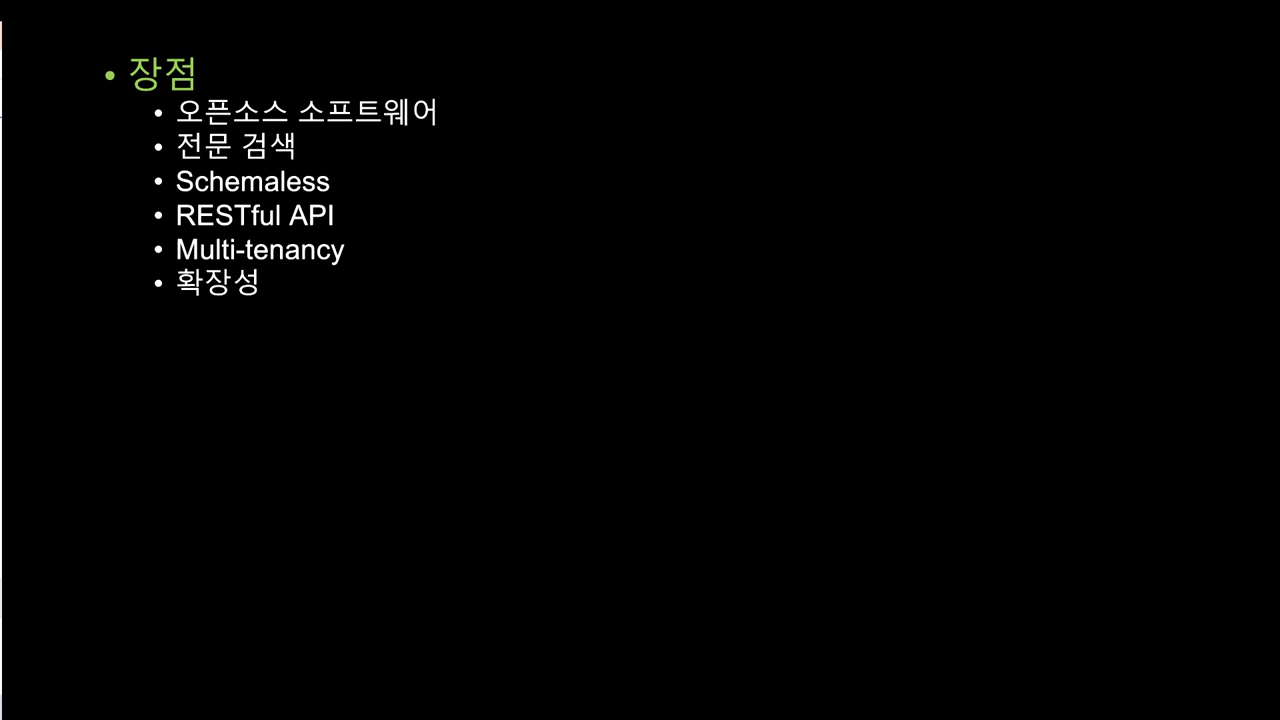 • 장점
• 오픈소스 소프트웨어
• 전문 검색
• Schemaless
• RESTful API
• Multi-tenancy
• 확장성